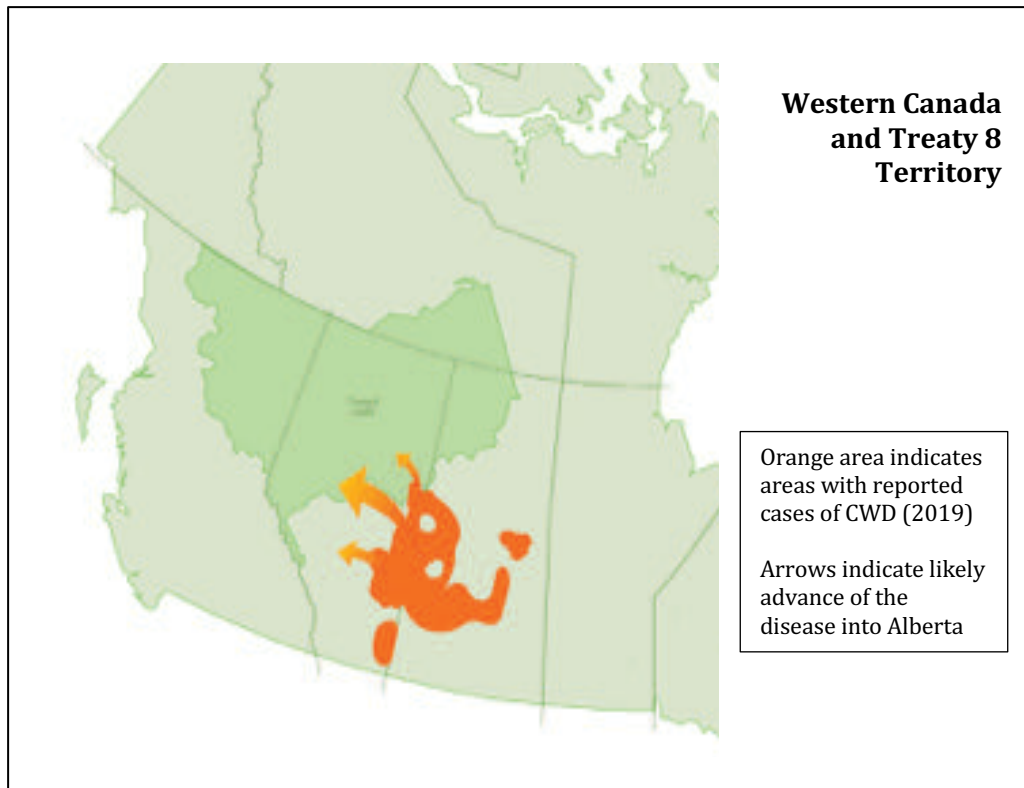 Western Canada
and Treaty 8
Territory
Orange area indicates
areas with reported
cases of CWD (2019)
Arrows indicate likely
advance of the
disease into Alberta